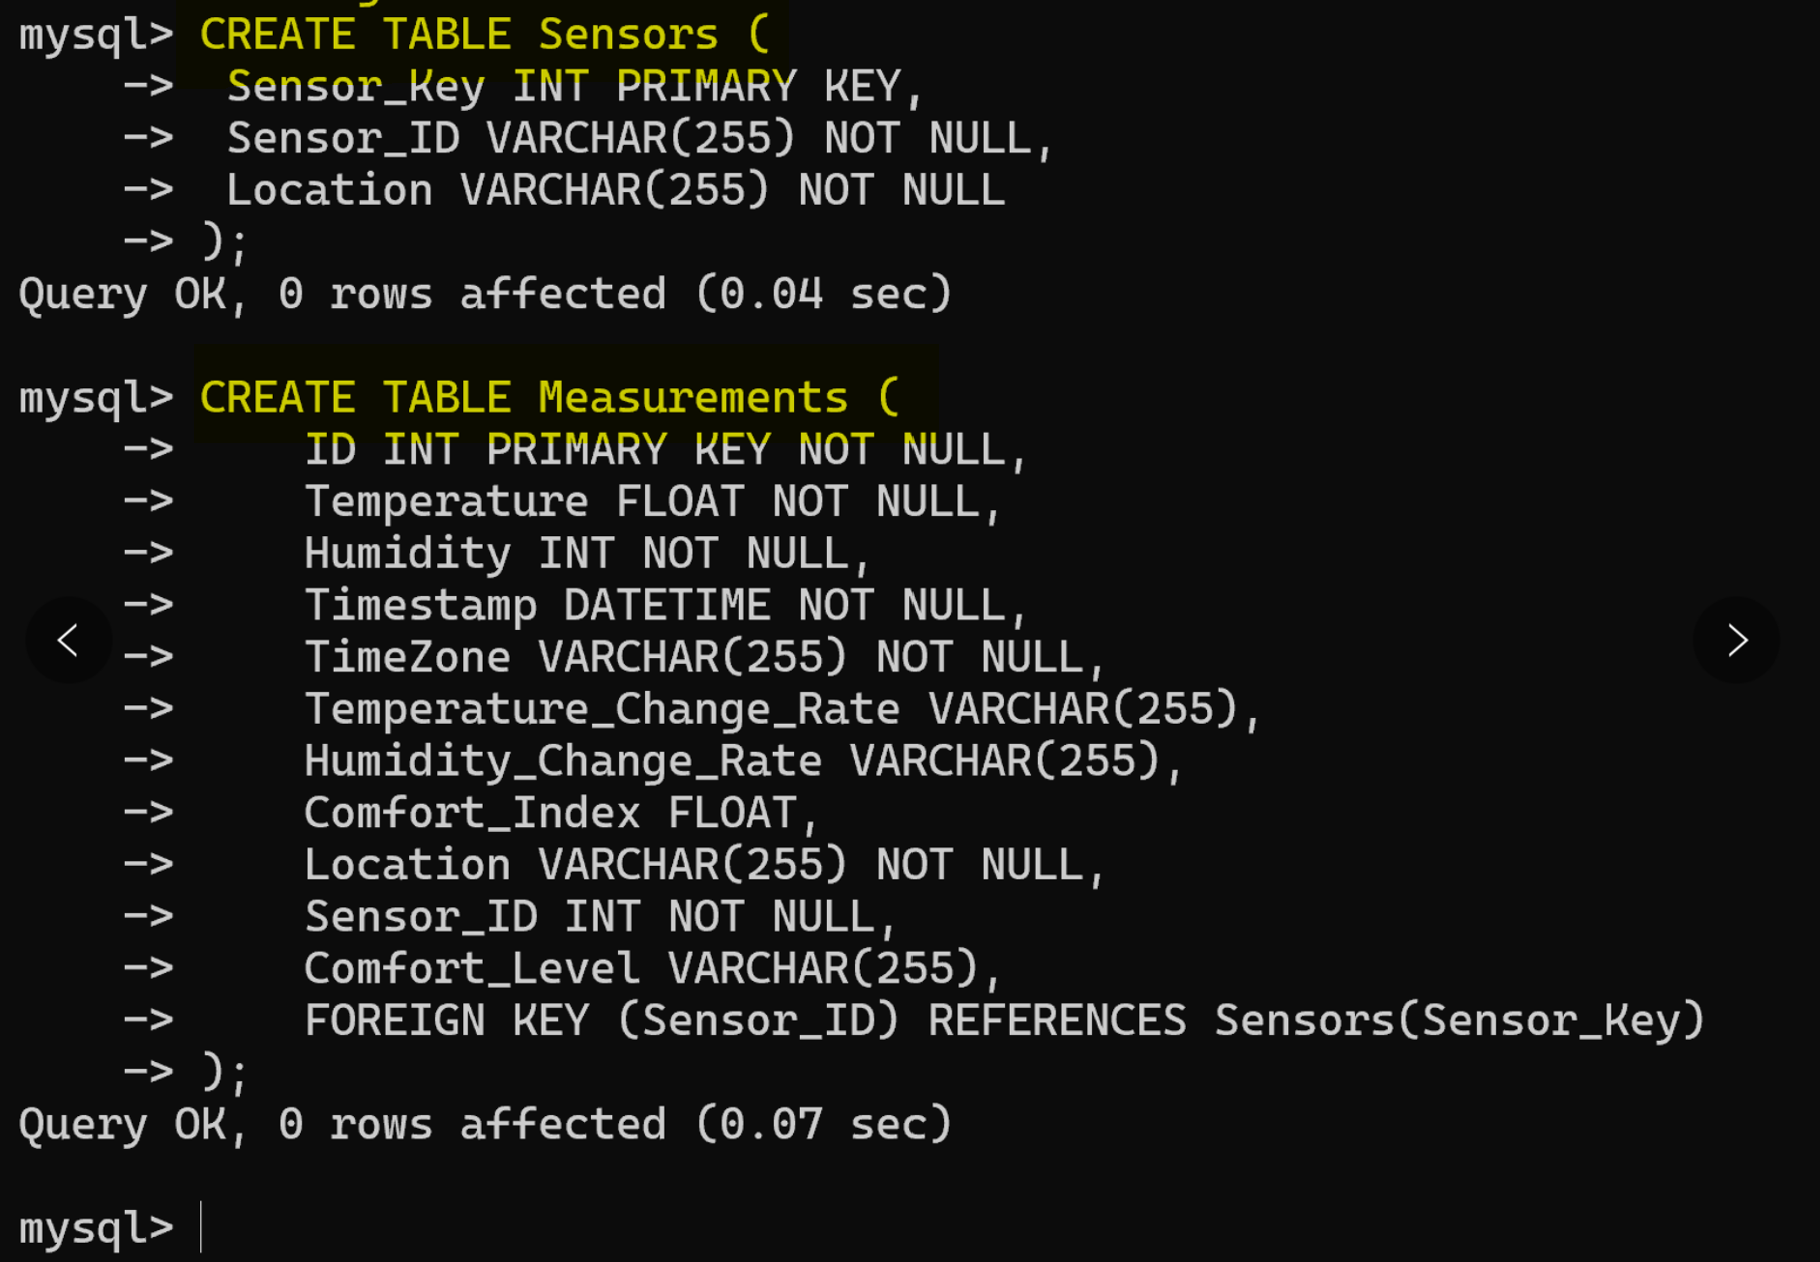 mysql> CREATE TABLE Sensors (
    ->  Sensor_Key INT PRIMARY KEY,
    ->  Sensor_ID VARCHAR(255) NOT NULL,
    ->  Location VARCHAR(255) NOT NULL
    -> );
Query OK, 0 rows affected (0.04 sec)
mysql> CREATE TABLE Measurements (
    ->     ID INT PRIMARY KEY NOT NULL,
    ->     Temperature FLOAT NOT NULL,
    ->     Humidity INT NOT NULL,
    ->     Timestamp DATETIME NOT NULL,
    ->     TimeZone VARCHAR(255) NOT NULL,
    ->     Temperature_Change_Rate VARCHAR(255),
    ->     Humidity_Change_Rate VARCHAR(255),
    ->     Comfort_Index FLOAT,
    ->     Location VARCHAR(255) NOT NULL,
    ->     Sensor_ID INT NOT NULL,
    ->     Comfort_Level VARCHAR(255),
    ->     FOREIGN KEY (Sensor_ID) REFERENCES Sensors(Sensor_Key)
    -> );
Query OK, 0 rows affected (0.07 sec)
mysql>